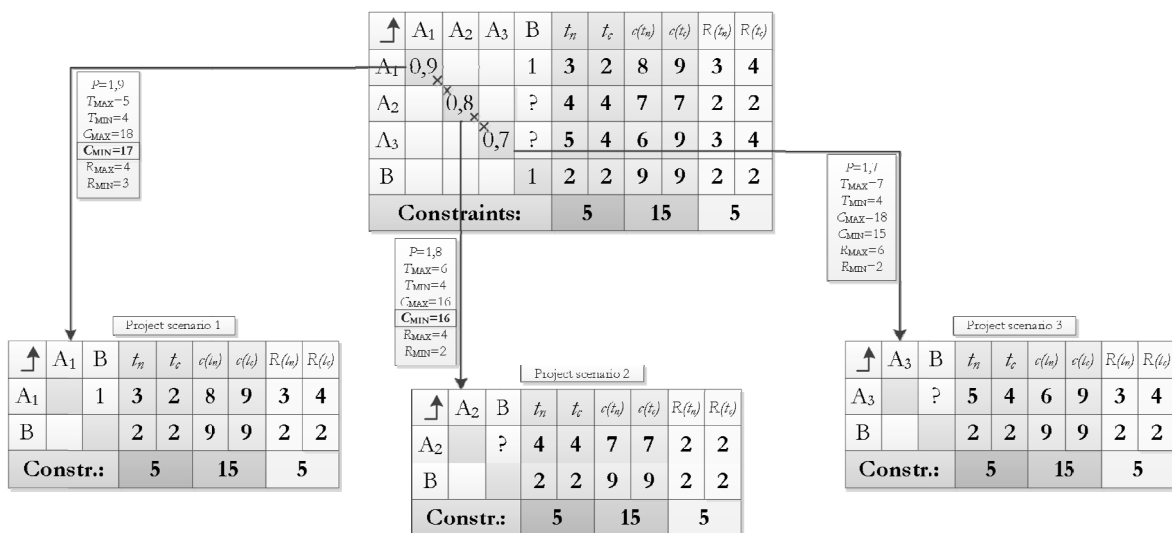 A1 A2 A3 B tn tc c(tn) c(tc) R(tn) R(tc)
A1 0,9 1 3 2 8 9 3 4
A2 0,8 ? 4 4 7 7 2 2
A3 0,7 ? 5 4 6 9 3 4
B 1 2 2 9 9 2 2
Constraints: 5 15 5
P=1,9
TMAX=5
TMIN=4
CMAX=18
CMIN=17
RMAX=4
RMIN=3
P=1,8
TMAX=6
TMIN=4
CMAX=16
CMIN=16
RMAX=4
RMIN=2
P=1,7
TMAX=7
TMIN=4
CMAX=18
CMIN=15
RMAX=6
RMIN=2
Project scenario 1
A1 B tn tc c(tn) c(tc) R(tn) R(tc)
A1 1 3 2 8 9 3 4
B 2 2 9 9 2 2
Constr.: 5 15 5
Project scenario 2
A2 B tn tc c(tn) c(tc) R(tn) R(tc)
A2 ? 4 4 7 7 2 2
B 2 2 9 9 2 2
Constr.: 5 15 5
Project scenario 3
A3 B tn tc c(tn) c(tc) R(tn) R(tc)
A3 ? 5 4 6 9 3 4
B 2 2 9 9 2 2
Constr.: 5 15 5